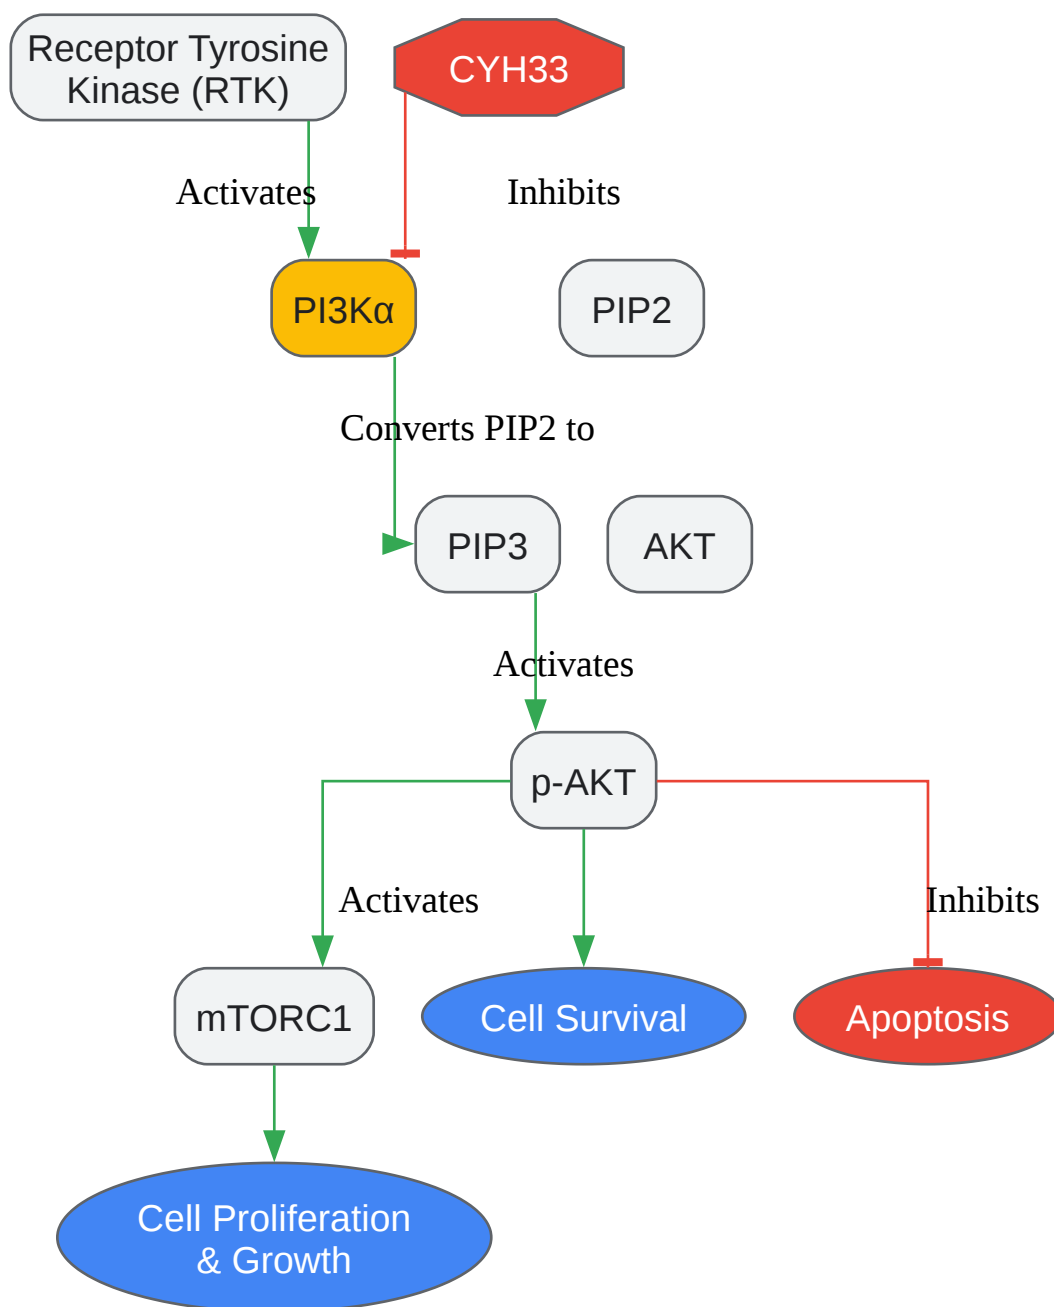 Receptor Tyrosine
Kinase (RTK)
CYH33
Activates
Inhibits
PI3Kα
PIP2
Converts PIP2 to
PIP3
AKT
Activates
p-AKT
Activates
Inhibits
mTORC1
Cell Survival
Apoptosis
Cell Proliferation
& Growth